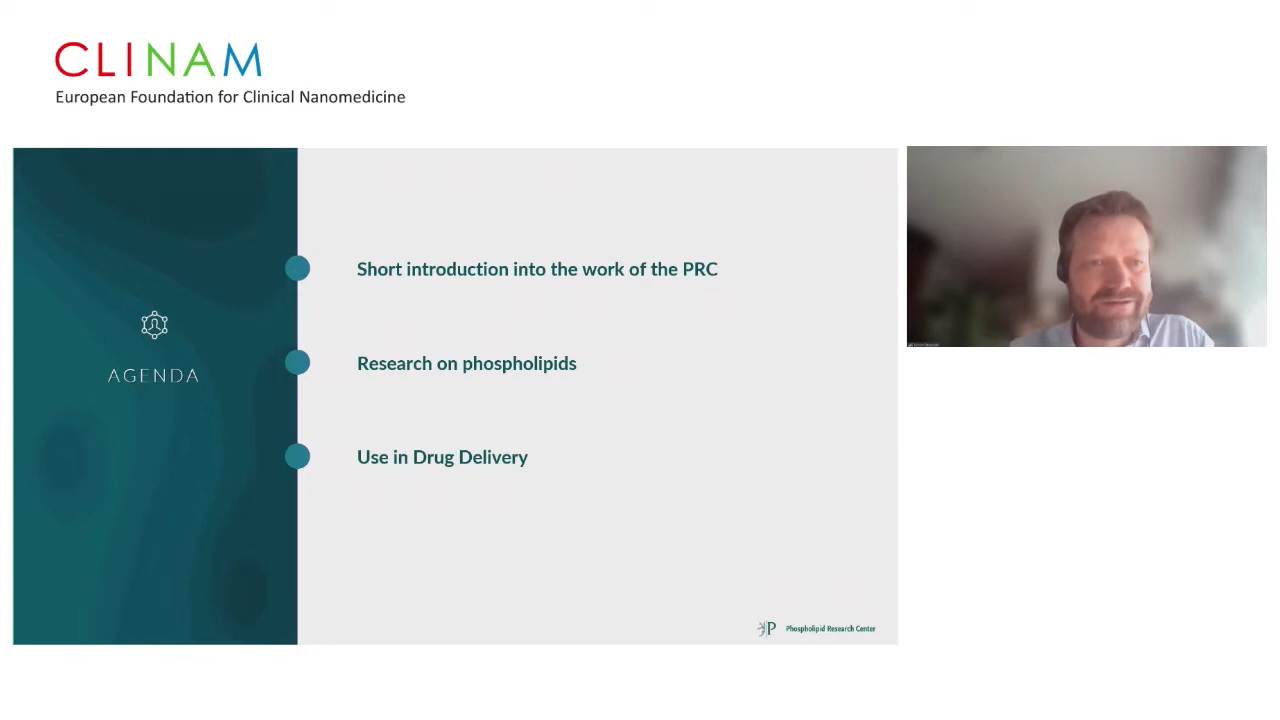 CLINAM
European Foundation for Clinical Nanomedicine
AGENDA
Short introduction into the work of the PRC
Research on phospholipids
Use in Drug Delivery
P Phospholipid Research Center